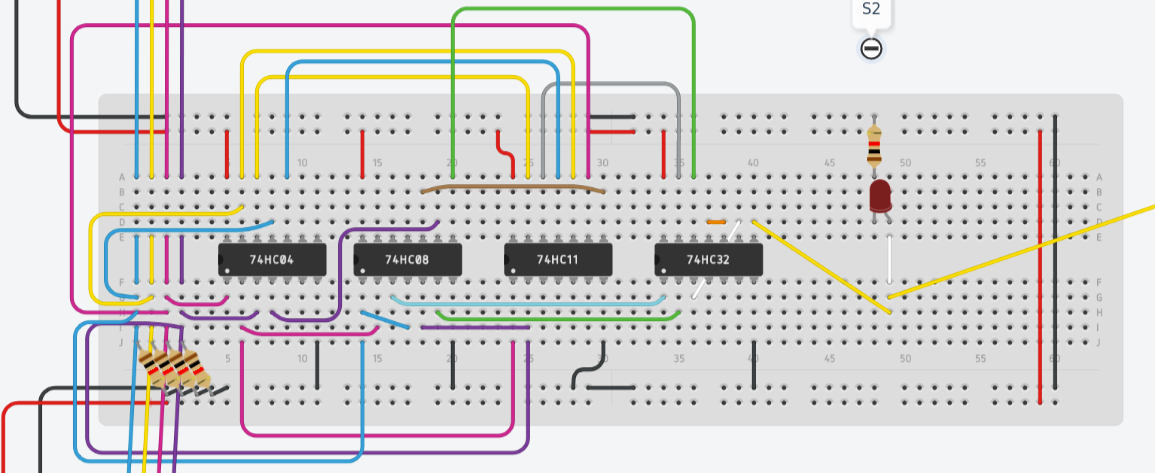 S2
10 15 20 25 30 35 40 45 50 55 60
A A
B B
C C
D D
E E
74HC04 74HC08 74HC11 74HC32
F F
G G
H H
I I
J J
5 10 15 20 25 30 35 40 45 50 55 60